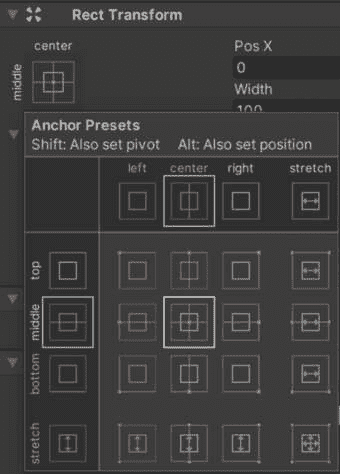 Rect Transform
center
Pos X
middle
0
Width
100
Anchor Presets
Shift: Also set pivot Alt: Also set position
left center right stretch
top
middle
bottom
stretch